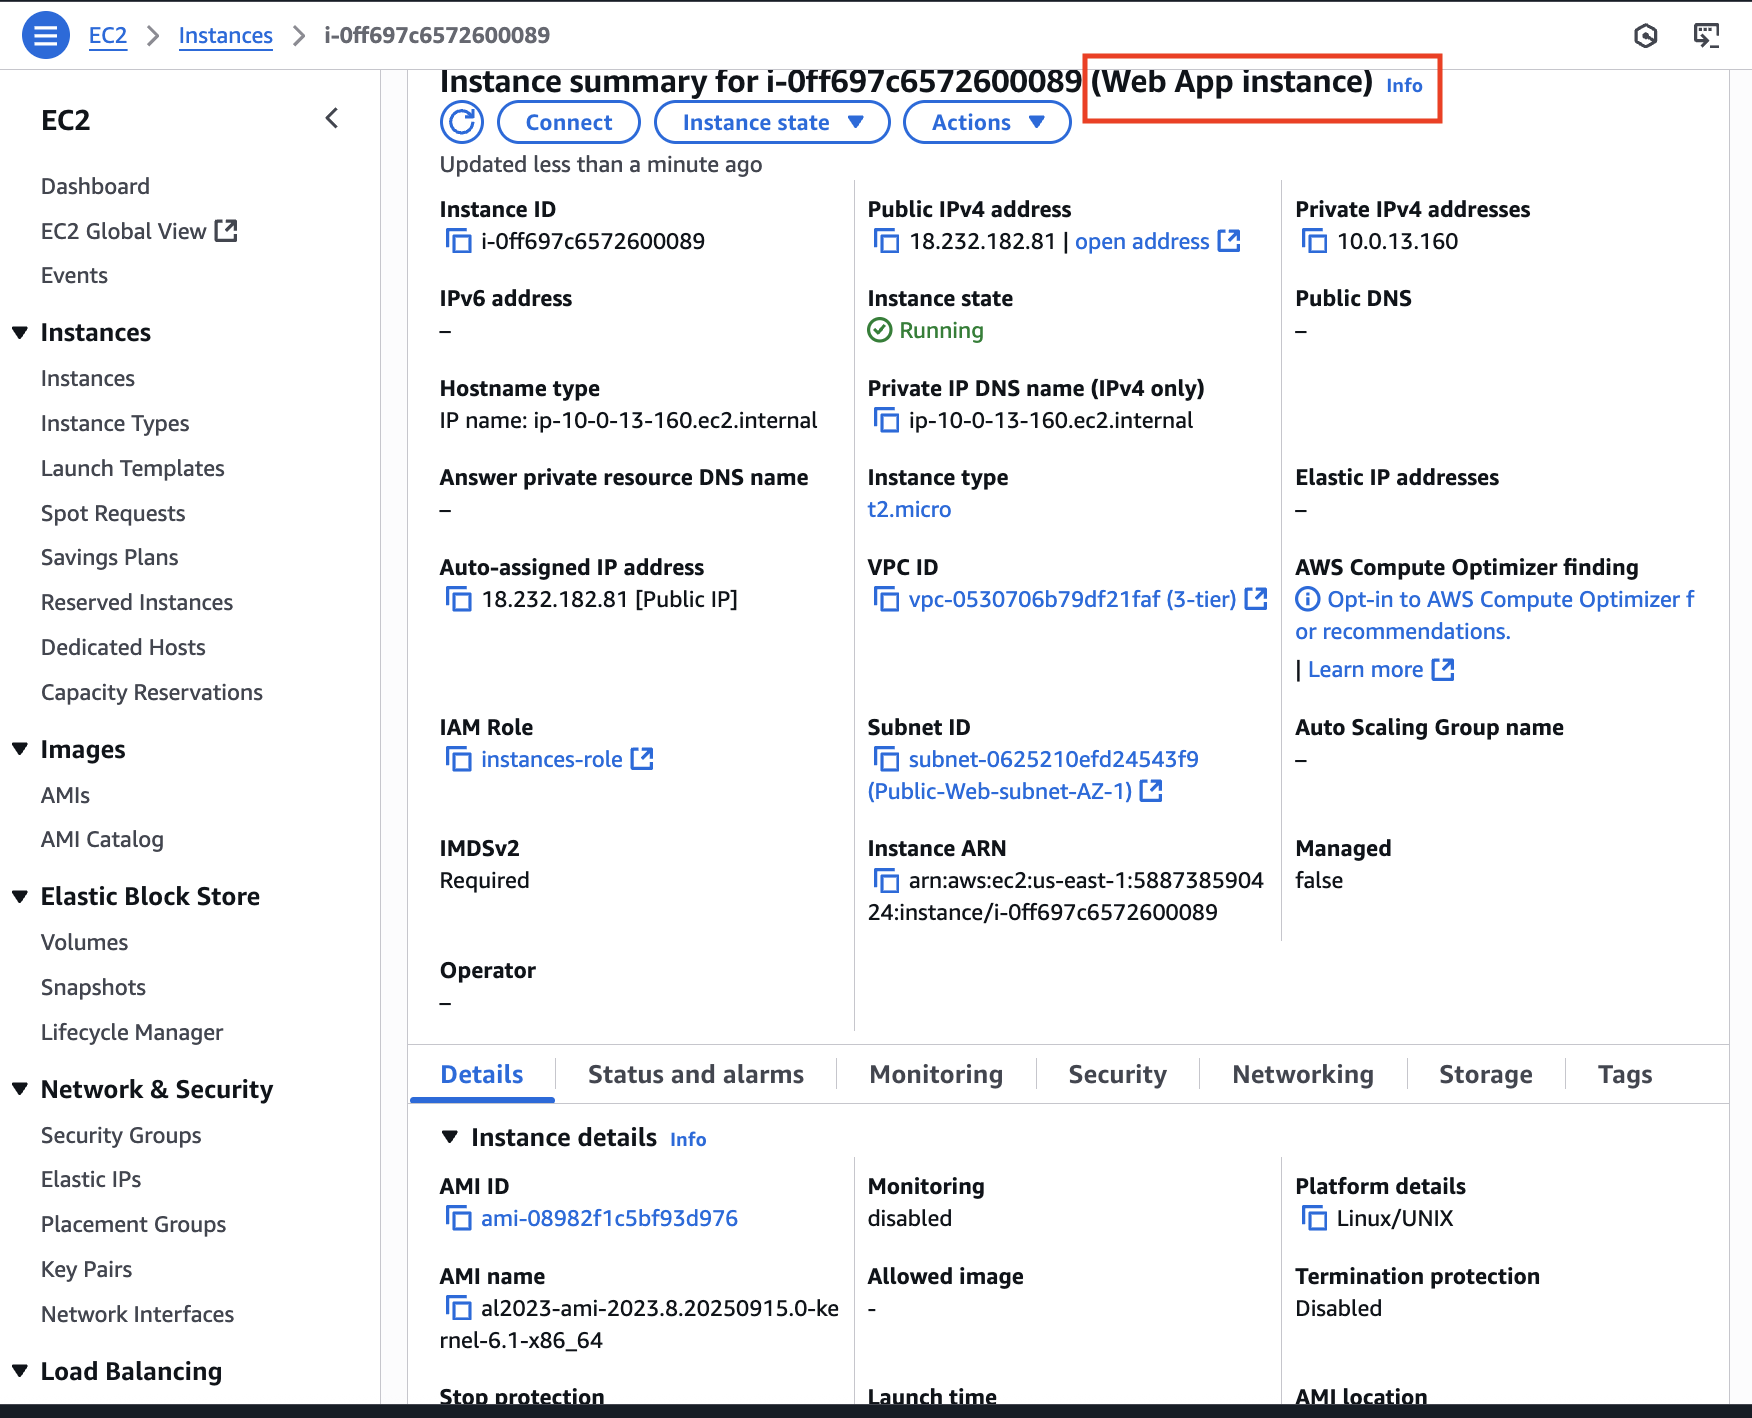 EC2 > Instances > i-0ff697c6572600089
EC2
Dashboard
EC2 Global View
Events
Instances
Instances
Instance Types
Launch Templates
Spot Requests
Savings Plans
Reserved Instances
Dedicated Hosts
Capacity Reservations
Images
AMIs
AMI Catalog
Elastic Block Store
Volumes
Snapshots
Lifecycle Manager
Network & Security
Security Groups
Elastic IPs
Placement Groups
Key Pairs
Network Interfaces
Load Balancing
Instance summary for i-0ff697c6572600089 (Web App instance) Info
Connect
Instance state
Actions
Updated less than a minute ago
Instance ID
i-0ff697c6572600089
Public IPv4 address
18.232.182.81 | open address
Private IPv4 addresses
10.0.13.160
IPv6 address
–
Instance state
Running
Public DNS
–
Hostname type
IP name: ip-10-0-13-160.ec2.internal
Private IP DNS name (IPv4 only)
ip-10-0-13-160.ec2.internal
Answer private resource DNS name
–
Instance type
t2.micro
Elastic IP addresses
–
Auto-assigned IP address
18.232.182.81 [Public IP]
VPC ID
vpc-0530706b79df21faf (3-tier)
AWS Compute Optimizer finding
Opt-in to AWS Compute Optimizer f
or recommendations.
| Learn more
IAM Role
instances-role
Subnet ID
subnet-0625210efd24543f9
(Public-Web-subnet-AZ-1)
Auto Scaling Group name
–
IMDSv2
Required
Instance ARN
arn:aws:ec2:us-east-1:5887385904
24:instance/i-0ff697c6572600089
Managed
false
Operator
–
Details
Status and alarms
Monitoring
Security
Networking
Storage
Tags
Instance details Info
AMI ID
ami-08982f1c5bf93d976
Monitoring
disabled
Platform details
Linux/UNIX
AMI name
al2023-ami-2023.8.20250915.0-ke
rnel-6.1-x86_64
Allowed image
-
Termination protection
Disabled
Stop protection
Launch time
AMI location